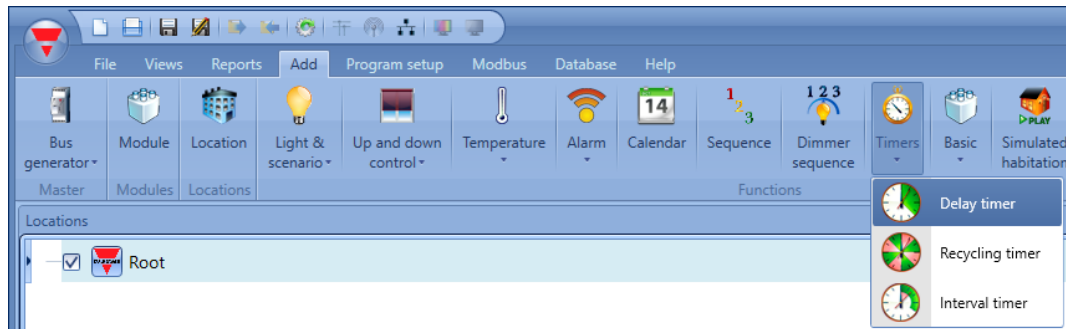 File Views Reports Add Program setup Modbus Database Help
Bus generator
Module
Location
Light & scenario
Up and down control
Temperature
Alarm
14
Calendar
1 2 3
Sequence
1 2 3
Dimmer sequence
Timers
Basic
PLAY
Simulated habitation
Master Modules Locations Functions
Delay timer
Recycling timer
Interval timer
Locations
Root